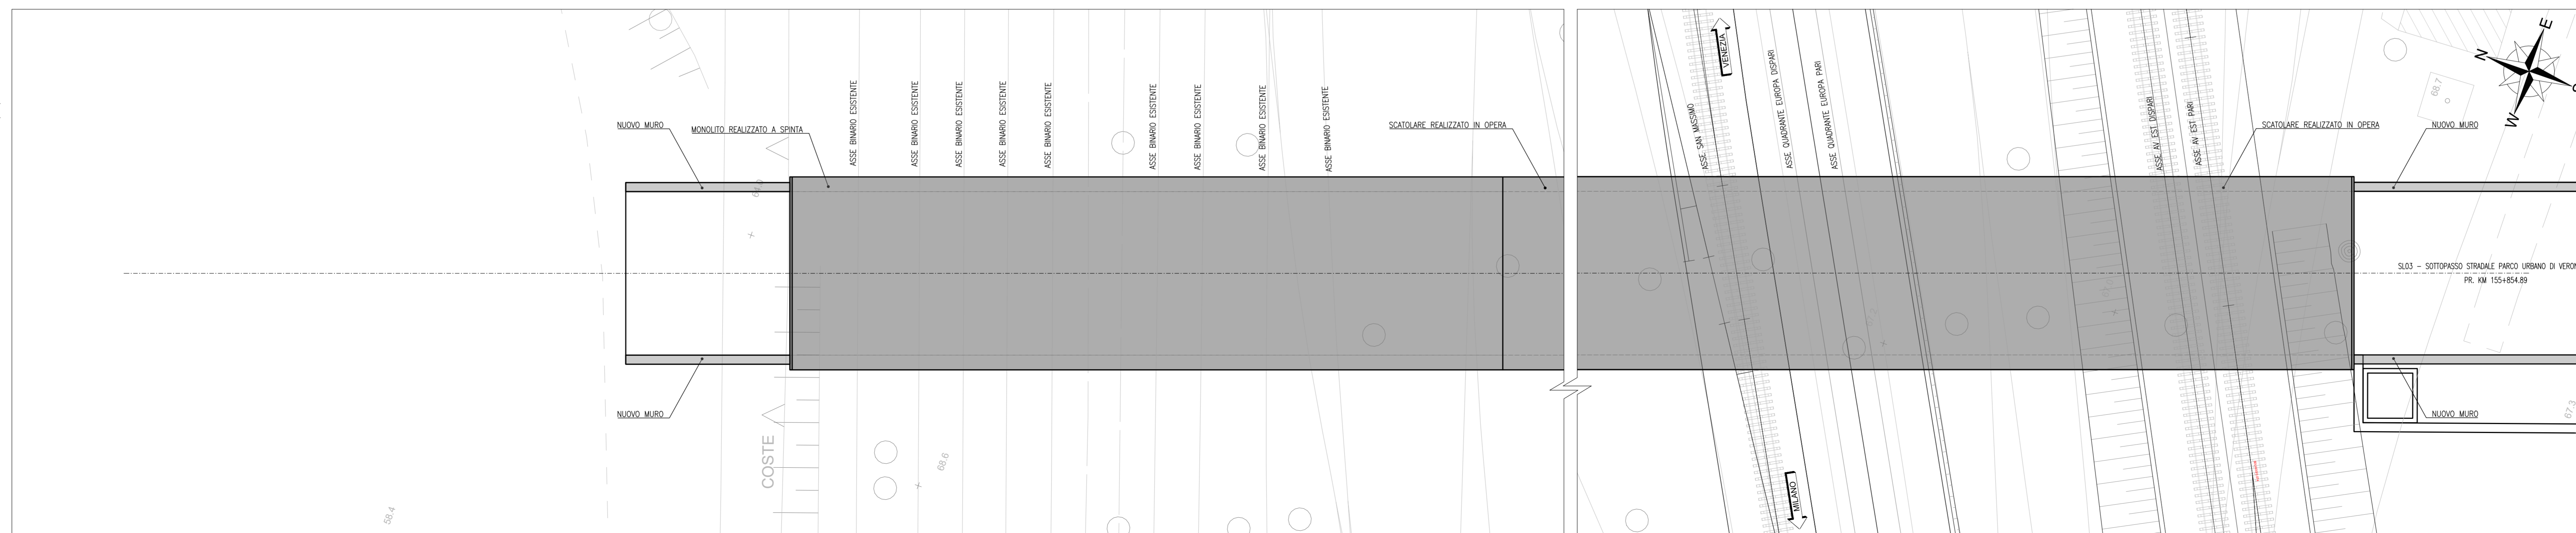 NUOVO MURO
MONOLITO REALIZZATO A SPINTA
ASSE BINARIO ESISTENTE
ASSE BINARIO ESISTENTE
ASSE BINARIO ESISTENTE
ASSE BINARIO ESISTENTE
ASSE BINARIO ESISTENTE
ASSE BINARIO ESISTENTE
ASSE BINARIO ESISTENTE
ASSE BINARIO ESISTENTE
ASSE BINARIO ESISTENTE
SCATOLARE REALIZZATO IN OPERA
ASSE SAN MASSIMO
VENEZIA
ASSE QUADRANTE EUROPA DISPARI
ASSE QUADRANTE EUROPA PARI
ASSE AV EST DISPARI
ASSE AV EST PARI
SCATOLARE REALIZZATO IN OPERA
NUOVO MURO
68.7
N
E
W
64.0
SL03 - SOTTOPASSO STRADALE PARCO URBANO DI VERON
PR. KM 155+854.89
NUOVO MURO
COSTE
68.6
58.4
MILANO
NUOVO MURO
67.3